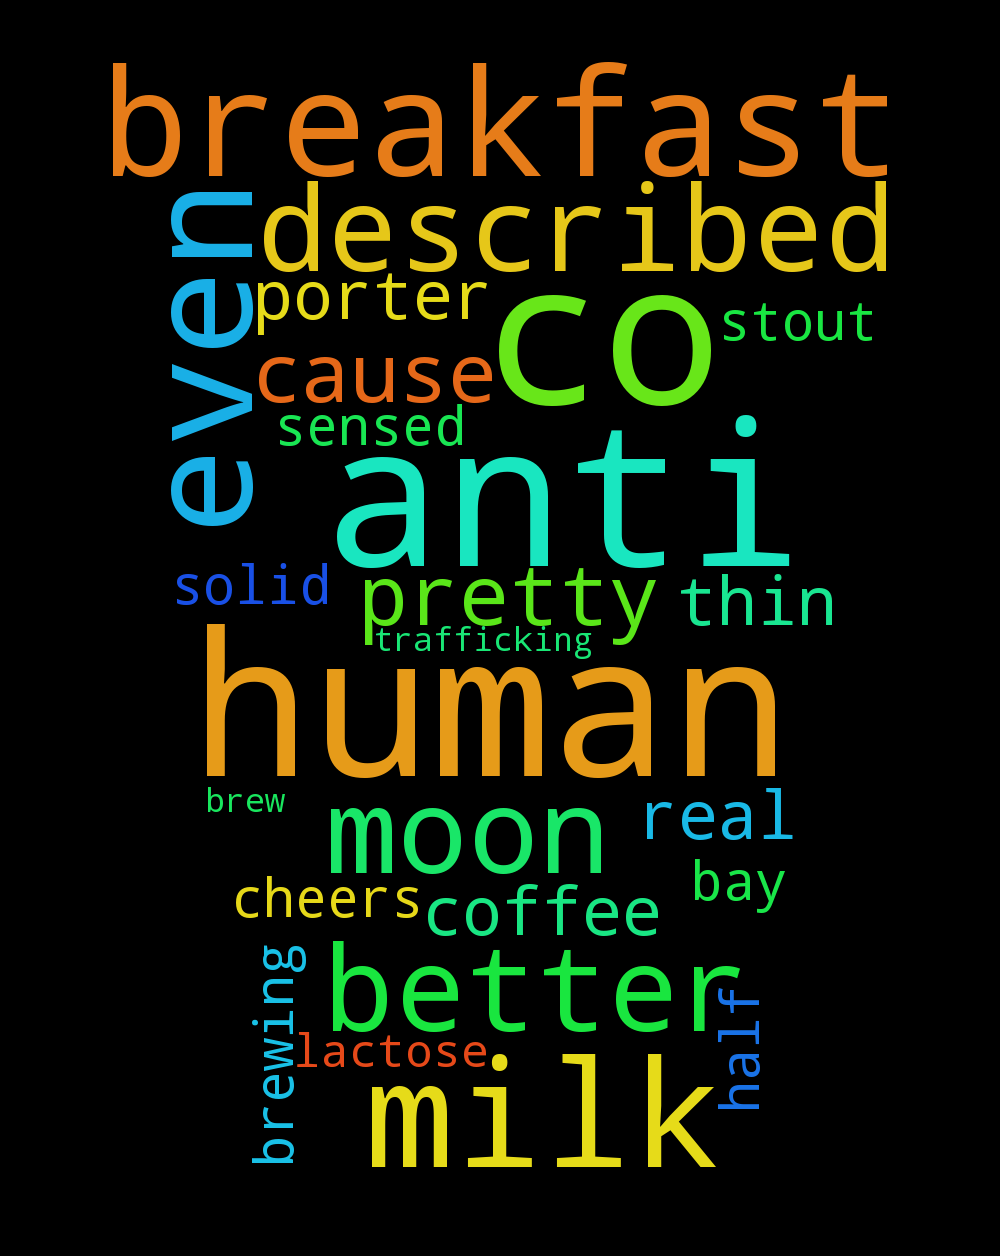 breakfast
even
described
porter
co
stout
cause
sensed
anti
solid
pretty
thin
trafficking
human
brew
moon
real
bay
cheers
coffee
brewing
better
half
lactose
milk